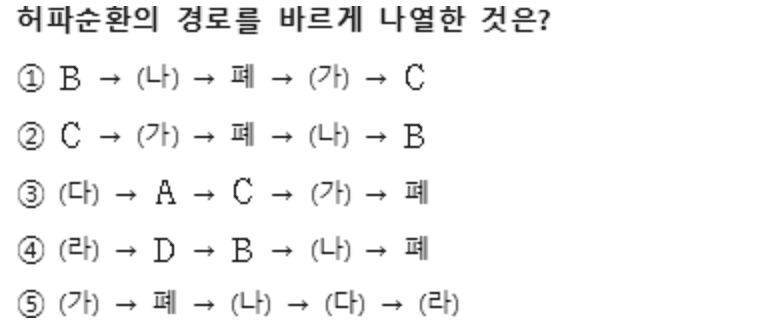 허파순환의 경로를 바르게 나열한 것은?
① B → (나) → 폐 → (가) → C
② C → (가) → 폐 → (나) → B
③ (다) → A → C → (가) → 폐
④ (라) → D → B → (나) → 폐
⑤ (가) → 폐 → (나) → (다) → (라)